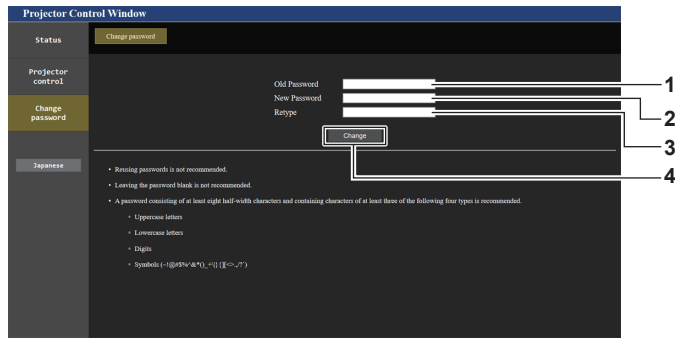 Projector Control Window
Status
Change password
Projector
control
Change
password
Japanese
Old Password
New Password
Retype
Change
1
2
3
4
• Reusing passwords is not recommended.
• Leaving the password blank is not recommended.
• A password consisting of at least eight half-width characters and containing characters of at least three of the following four types is recommended.
Uppercase letters
Lowercase letters
Digits